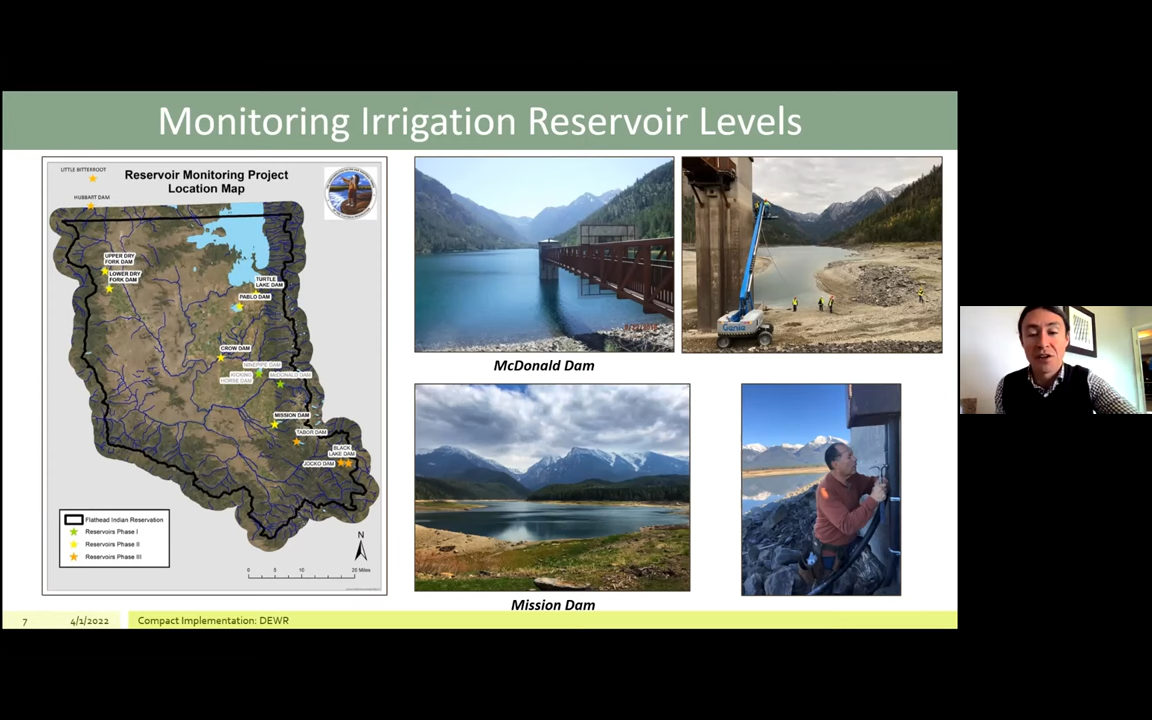 Monitoring Irrigation Reservoir Levels
Reservoir Monitoring Project
Location Map
LITTLE BITTERROOT
HUBBART DAM
UPPER DRY
FORK DAM
LOWER DRY
FORK DAM
TURTLE
LAKE DAM
PABLO DAM
CROW DAM
NINEPIPE DAM
KICKING
HORSE DAM
McDONALD DAM
MISSION DAM
TABOR DAM
BLACK
LAKE DAM
JOCKO DAM
Flathead Indian Reservation
Reservoirs Phase I
Reservoirs Phase II
Reservoirs Phase III
N
0 5 10 20 Miles
Genie
McDonald Dam
Mission Dam
7
4/1/2022
Compact Implementation: DEWR